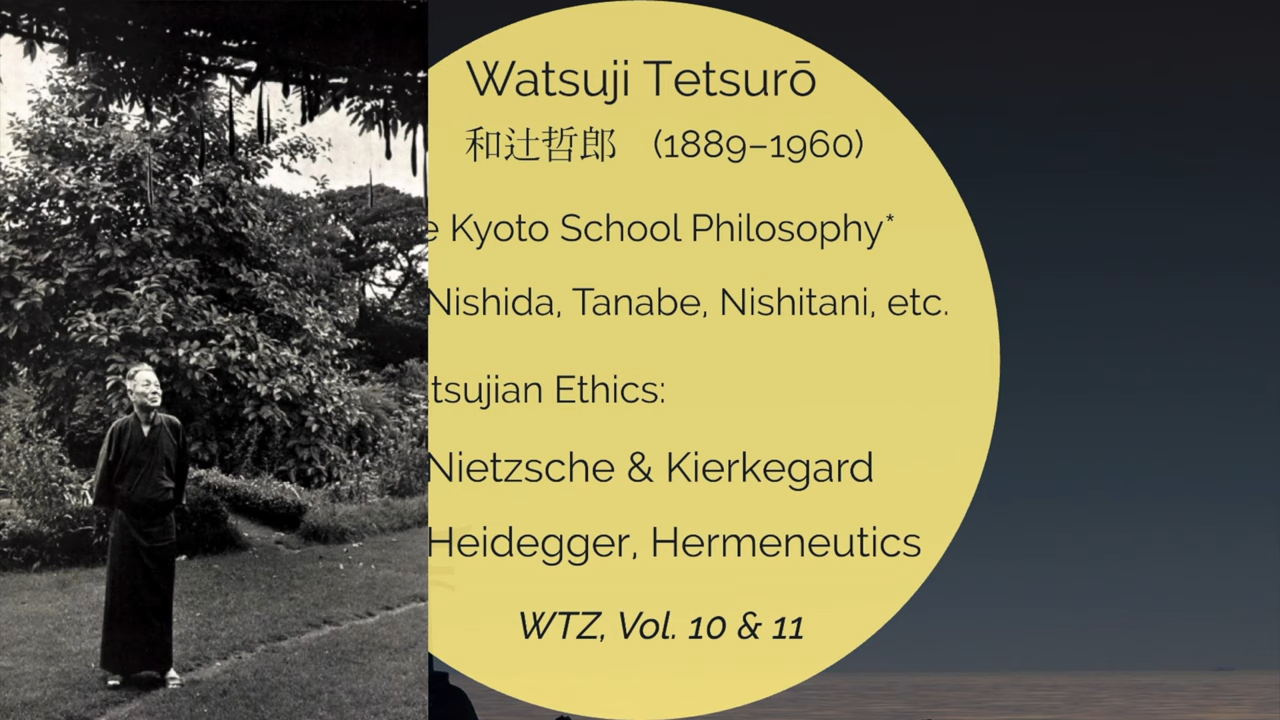 Watsuji Tetsurō
和辻哲郎 (1889–1960)
e Kyoto School Philosophy*
Nishida, Tanabe, Nishitani, etc.
tsujian Ethics:
Nietzsche & Kierkegard
Heidegger, Hermeneutics
WTZ, Vol. 10 & 11